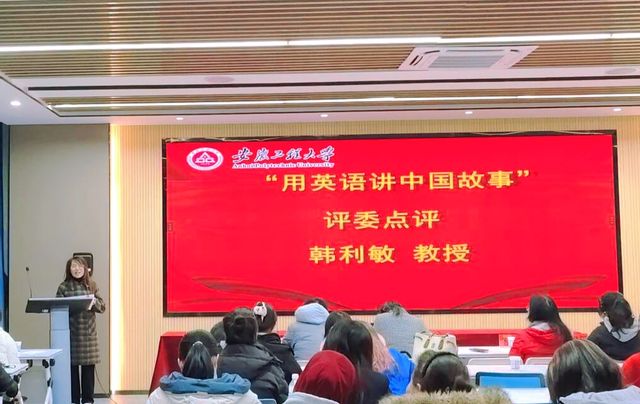 安徽工程大学
Anhui Polytechnic University
“用英语讲中国故事”
评委点评
韩利敏 教授